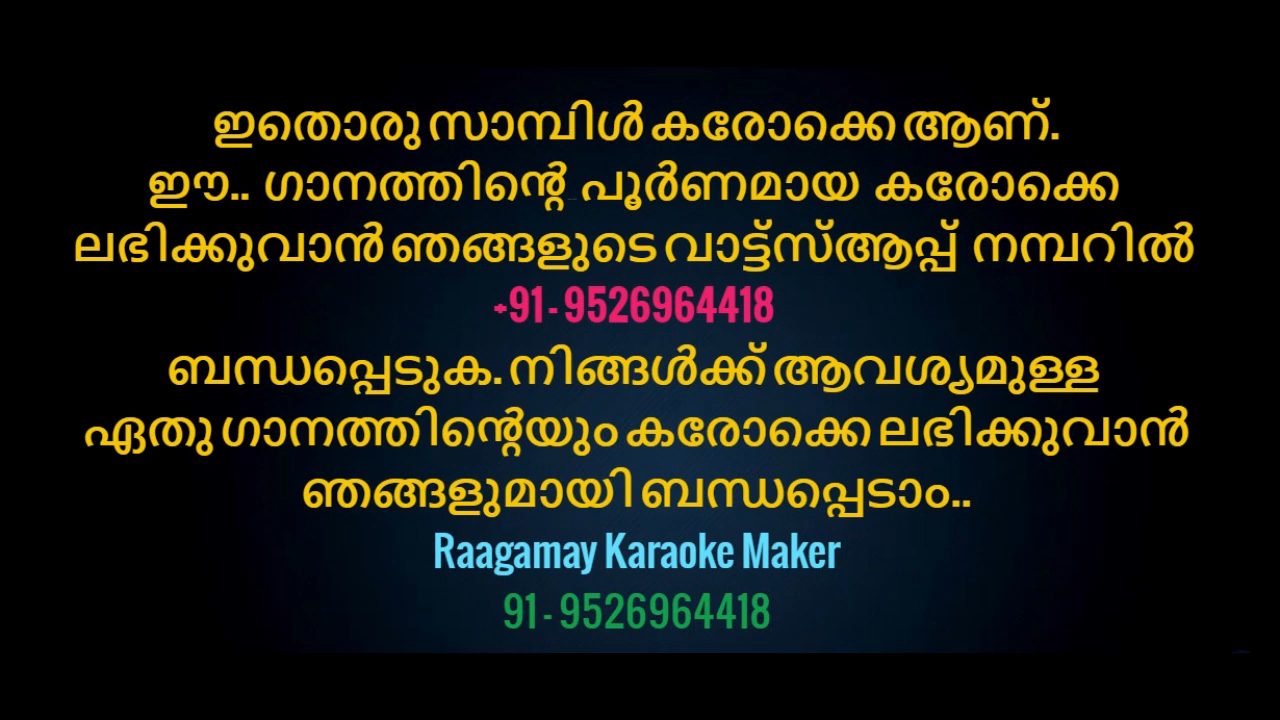 ഇതൊരു സാമ്പിൾ കരോക്കെ ആണ്.
ഈ.. ഗാനത്തിന്റെ പൂർണമായ കരോക്കെ
ലഭിക്കുവാൻ ഞങ്ങളുടെ വാട്ട്സ്ആപ്പ് നമ്പറിൽ
+91- 9526964418
ബന്ധപ്പെടുക. നിങ്ങൾക്ക് ആവശ്യമുള്ള
ഏതു ഗാനത്തിന്റെയും കരോക്കെ ലഭിക്കുവാൻ
ഞങ്ങളുമായി ബന്ധപ്പെടാം..
Raagamay Karaoke Maker
91- 9526964418